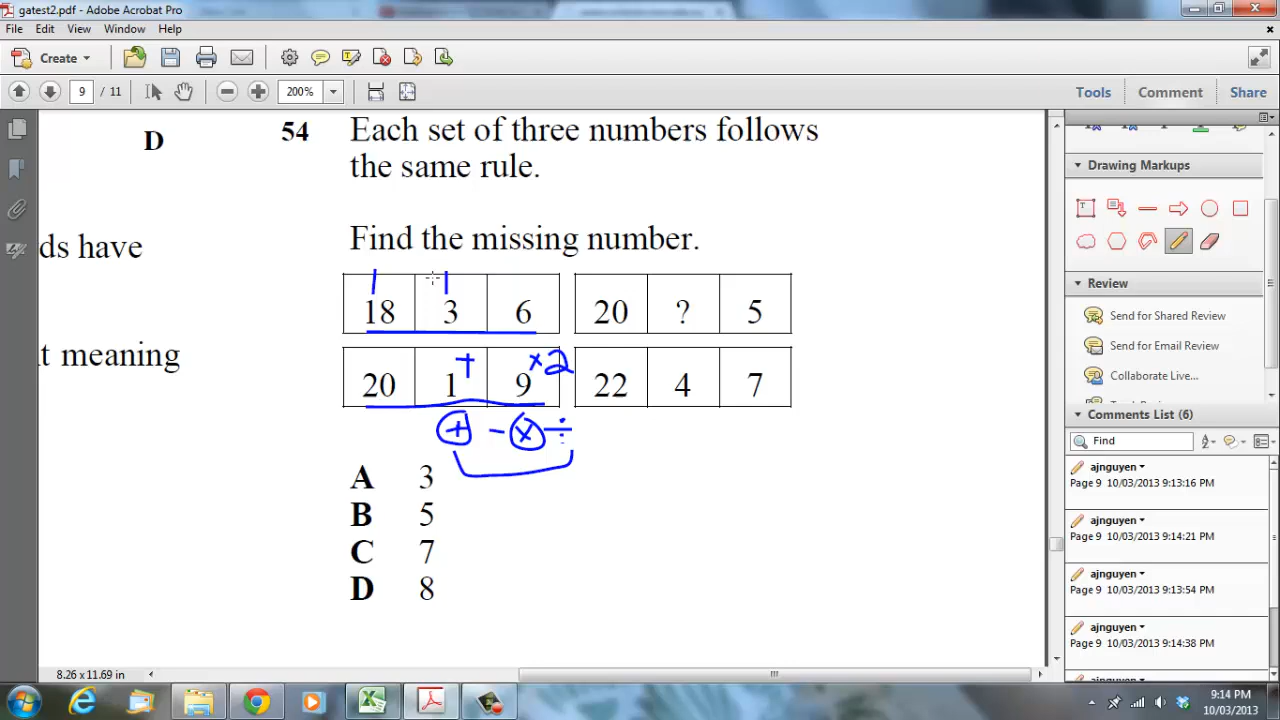 gatest2.pdf - Adobe Acrobat Pro
File Edit View Window Help
Create
9 / 11 200% Tools Comment Share
D
ds have
t meaning
54 Each set of three numbers follows
the same rule.
Find the missing number.
18 3 6 20 ? 5
20 1 + 9 ×2 22 4 7
+ - × ÷
A 3
B 5
C 7
D 8
8.26 x 11.69 in
Drawing Markups
T
Review
Send for Shared Review
Send for Email Review
Collaborate Live...
Comments List (6)
Find
ajnguyen
Page 9 10/03/2013 9:13:16 PM
ajnguyen
Page 9 10/03/2013 9:14:21 PM
ajnguyen
Page 9 10/03/2013 9:13:54 PM
ajnguyen
Page 9 10/03/2013 9:14:38 PM
ajnguyen
9:14 PM
10/03/2013